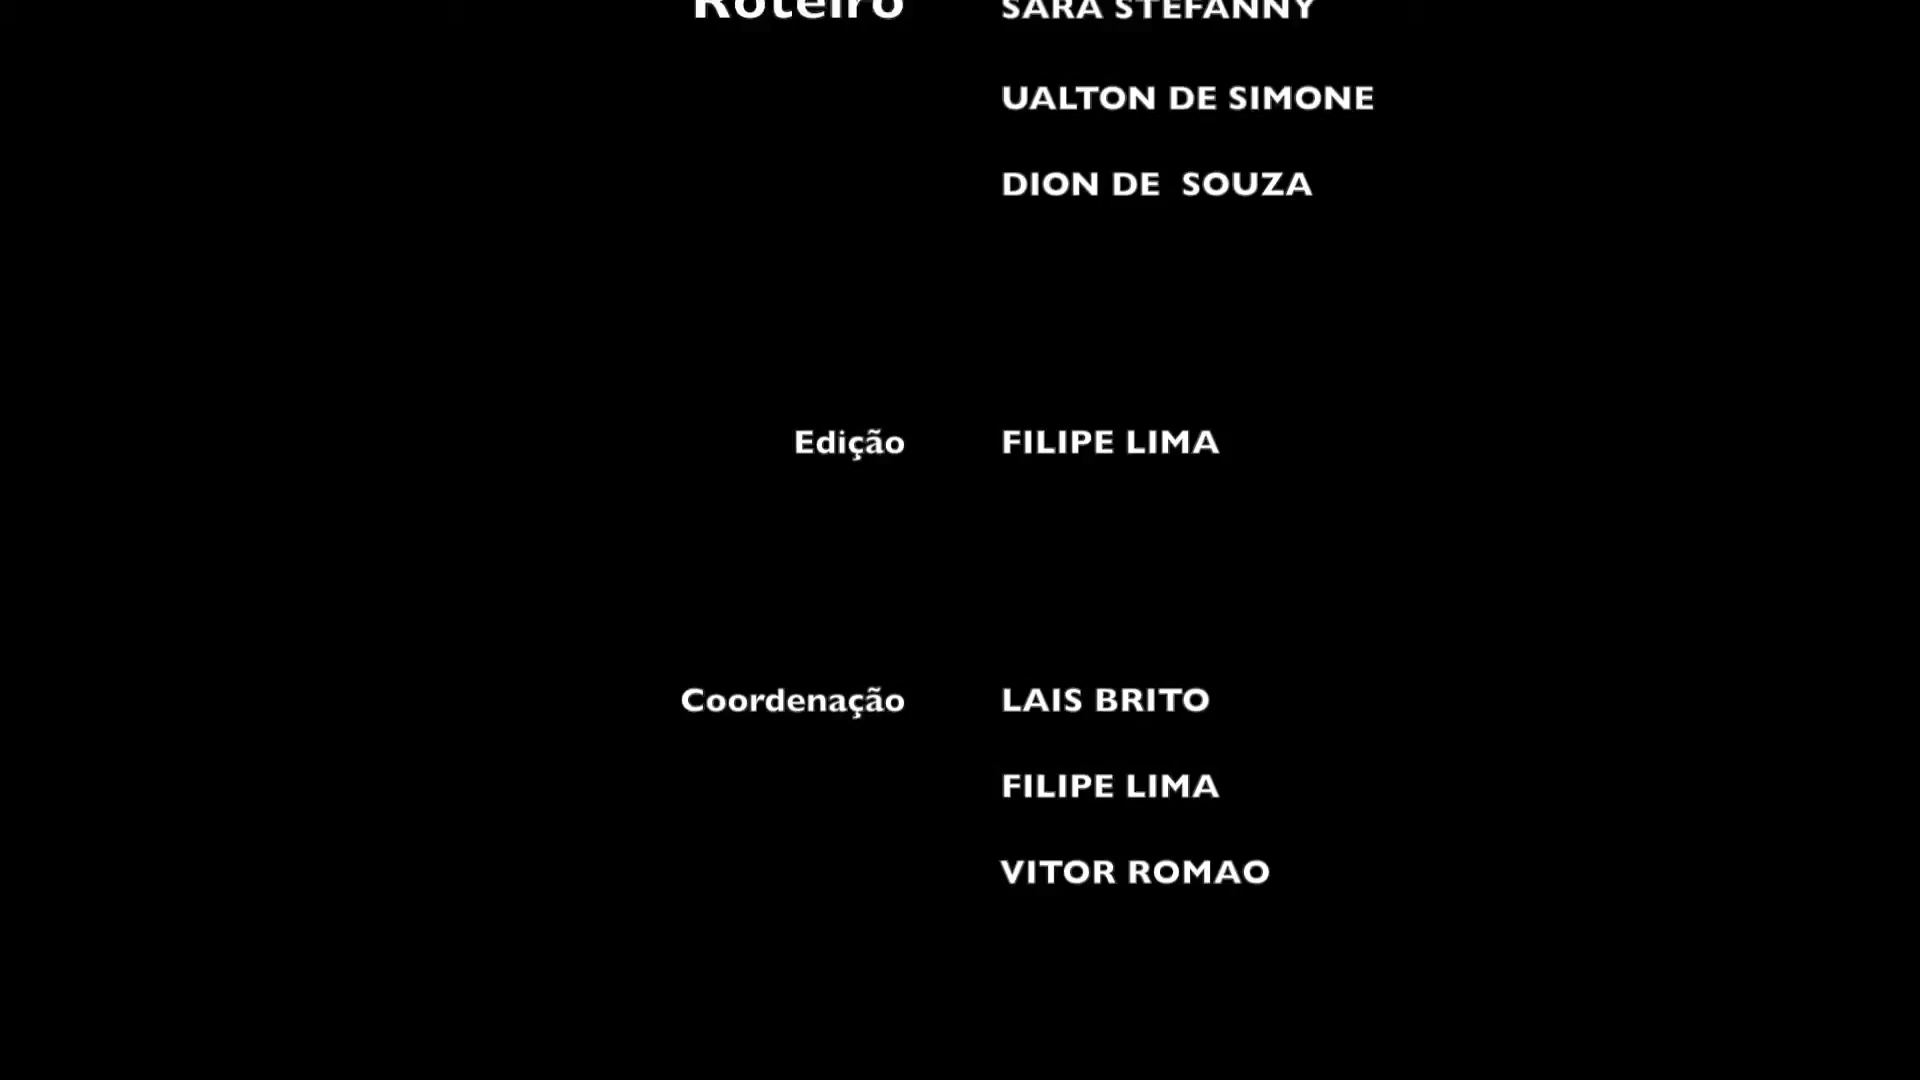 Roteiro SARA STEFANNY
UALTON DE SIMONE
DION DE  SOUZA
Edição FILIPE LIMA
Coordenação LAIS BRITO
FILIPE LIMA
VITOR ROMAO